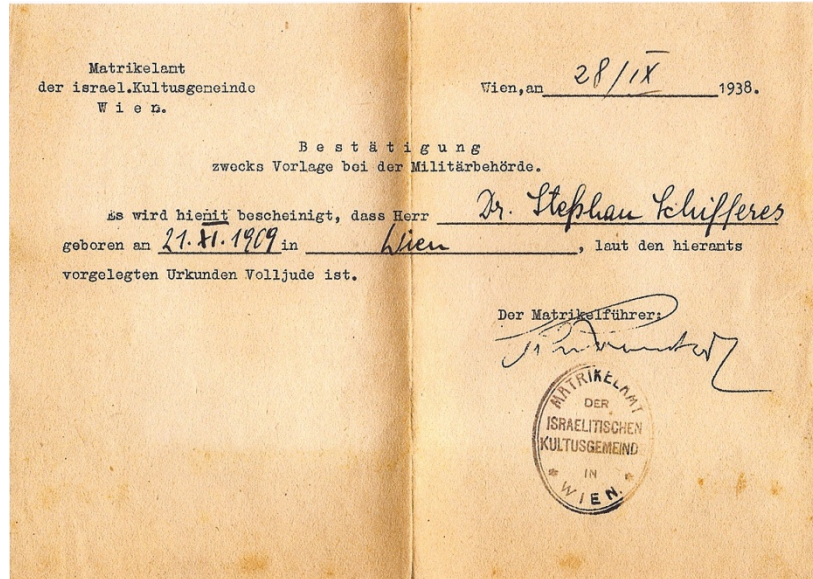 Matrikelamt
der israel.Kultusgemeinde
Wien.
Wien,am 28/IX 1938.
Bestätigung
zwecks Vorlage bei der Militärbehörde.
Es wird hiemit bescheinigt, dass Herr Dr. Stephan Schifferes
geboren am 21.XI.1909 in Wien, laut den hieramts
vorgelegten Urkunden Volljude ist.
Der Matrikelführer:
MATRIKELAMT
DER
ISRAELITISCHEN
KULTUSGEMEIND
IN
* WIEN. *